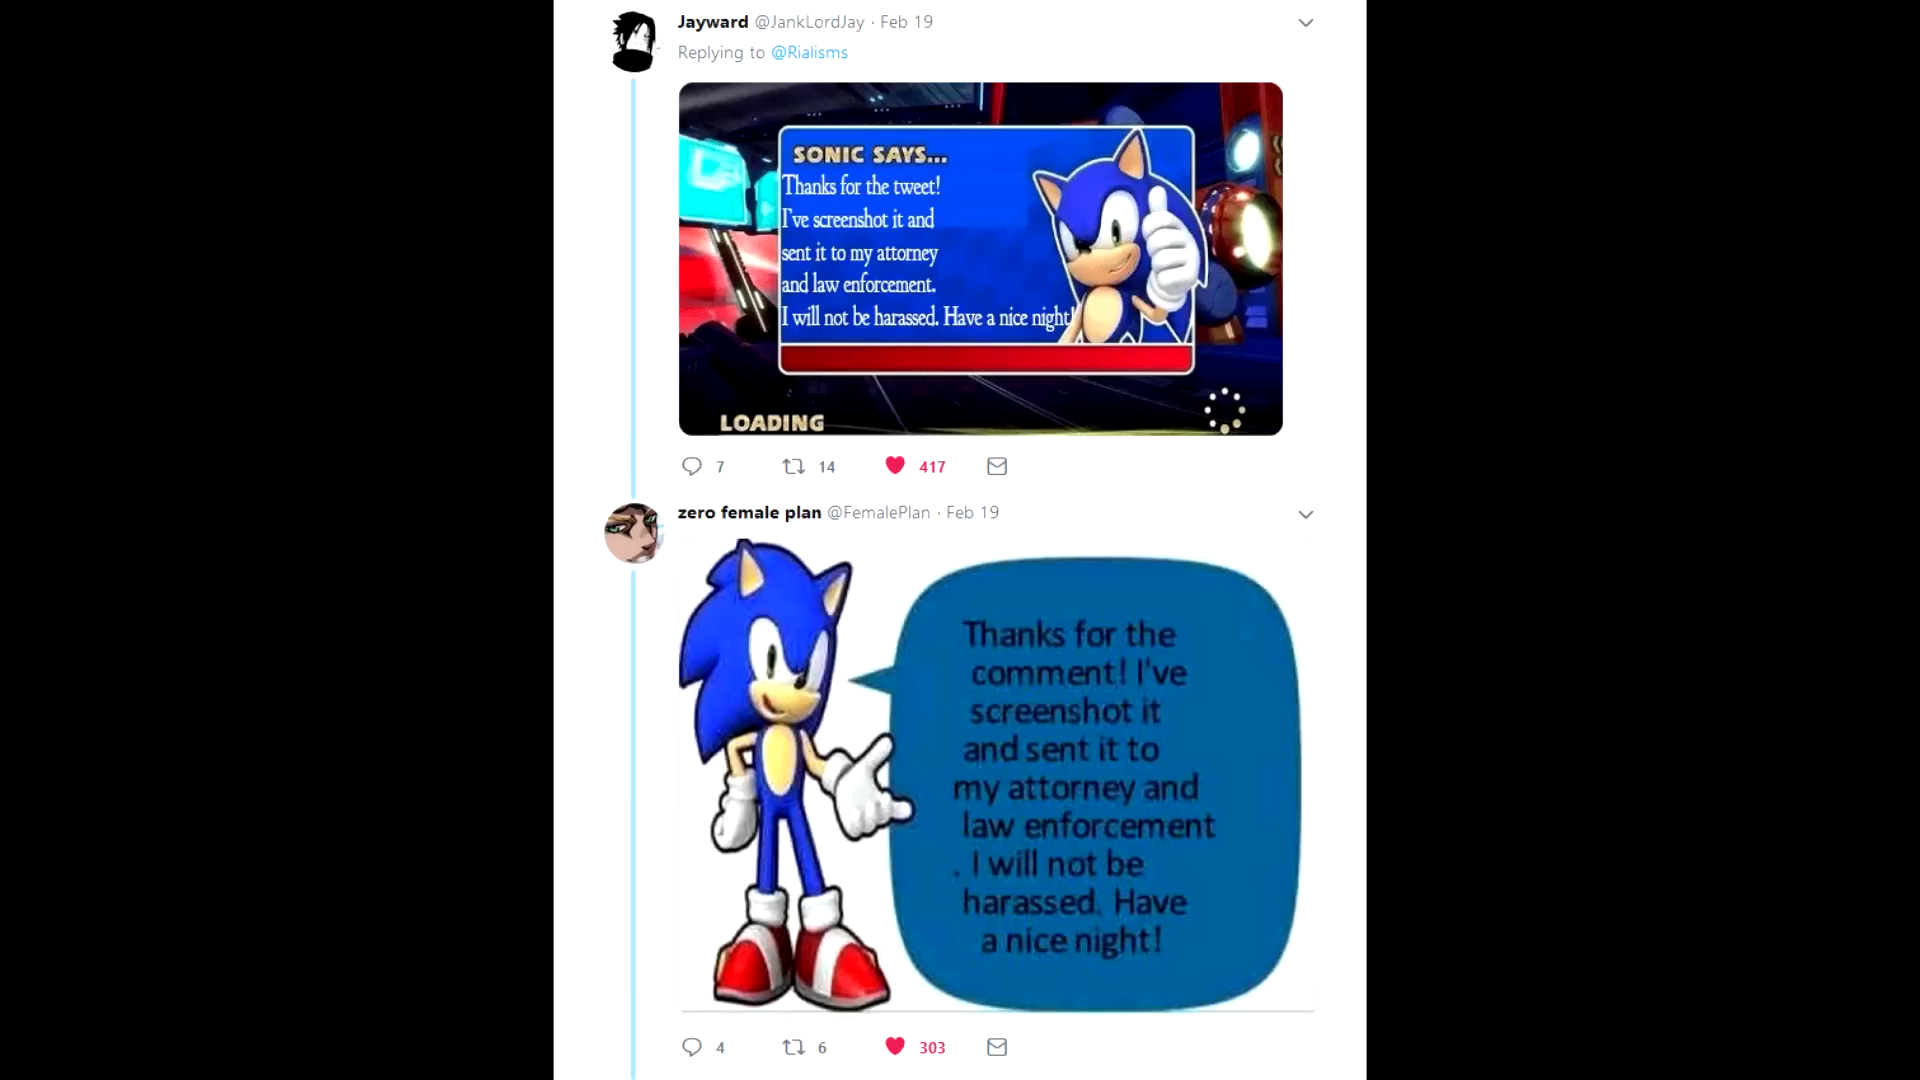 Jayward @JankLordJay · Feb 19
Replying to @Rialisms
SONIC SAYS...
Thanks for the tweet!
I've screenshot it and
sent it to my attorney
and law enforcement.
I will not be harassed. Have a nice night!
LOADING
7 14 417
zero female plan @FemalePlan · Feb 19
Thanks for the
comment! I've
screenshot it
and sent it to
my attorney and
law enforcement
. I will not be
harassed. Have
a nice night!
4 6 303